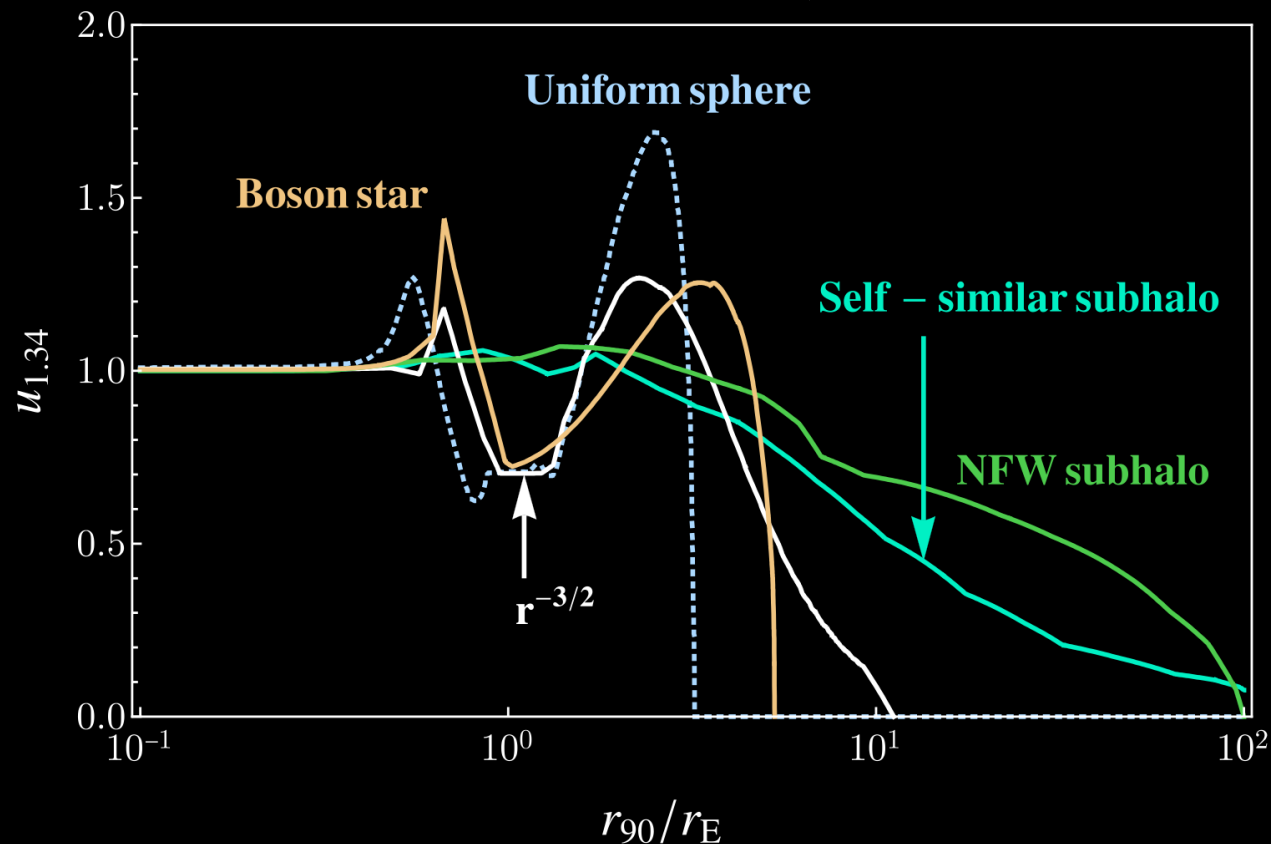 2.0
Uniform sphere
Boson star
1.5
Self – similar subhalo
1.0
u₁.₃₄
NFW subhalo
0.5
r⁻³/²
0.0
10⁻¹ 10⁰ 10¹ 10²
r₉₀/r_E